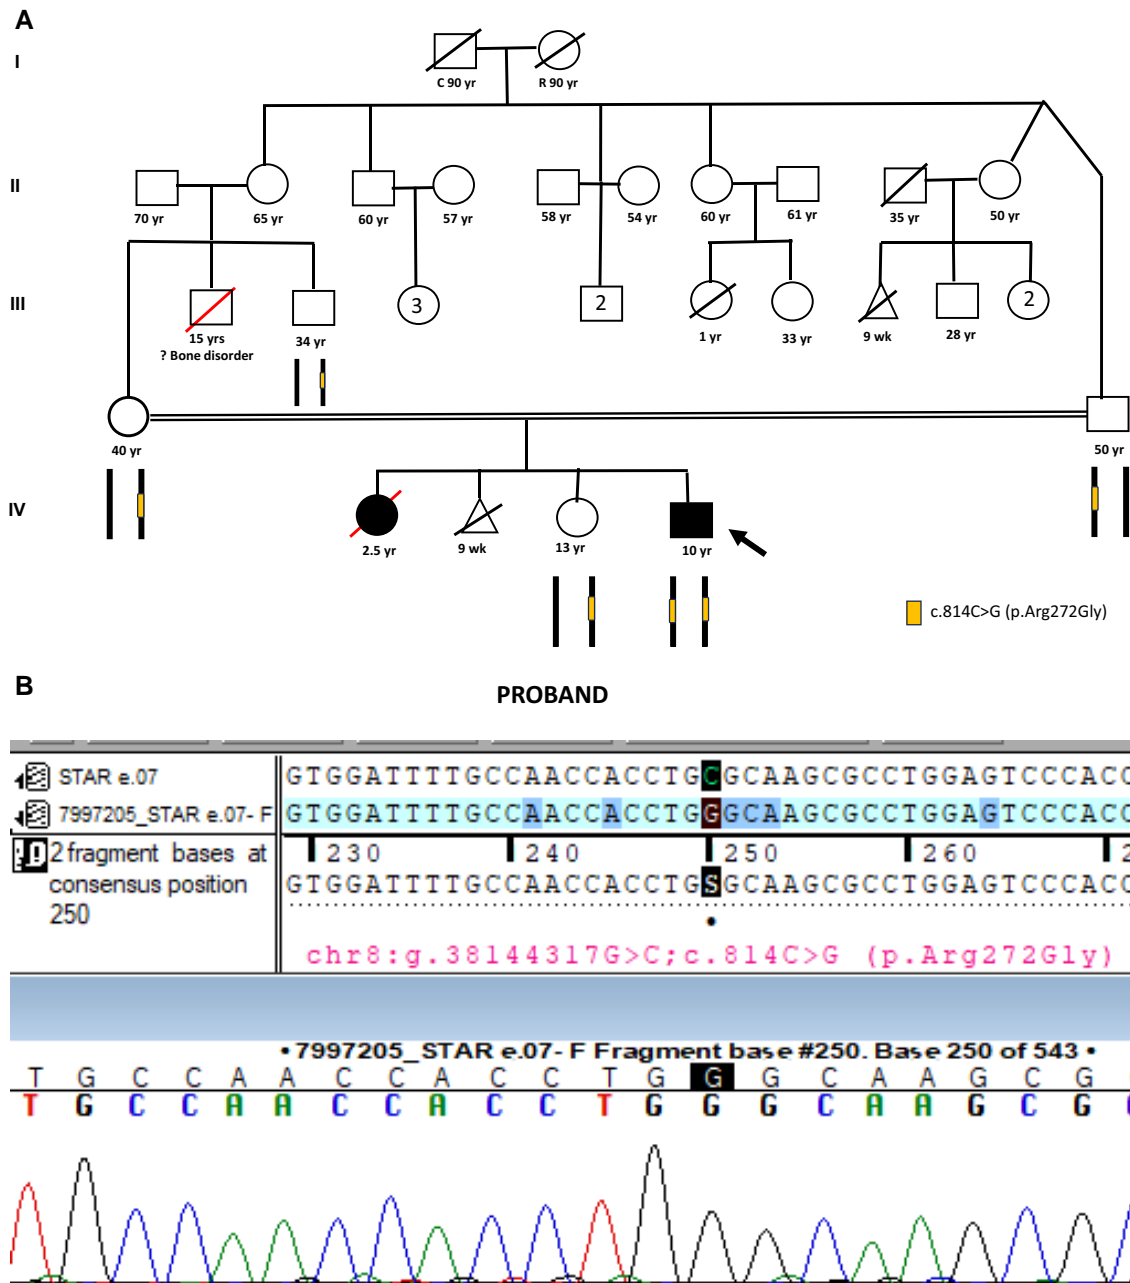 A
I
C 90 yr R 90 yr
II
70 yr 65 yr 60 yr 57 yr 58 yr 54 yr 60 yr 61 yr 35 yr 50 yr
III
3 2 2
15 yrs 34 yr 1 yr 33 yr 9 wk 28 yr
? Bone disorder
40 yr 50 yr
IV
2.5 yr 9 wk 13 yr 10 yr
c.814C>G (p.Arg272Gly)
B
PROBAND
STAR e.07 GTGGATTTTGCCAACCACCTGCGCAAGCGCCTGGAGTCCCACC
7997205_STAR e.07- F GTGGATTTTGCCAACCACCTGGGCAAGCGCCTGGAGTCCCACC
2 fragment bases at 230 240 250 260 2
consensus position GTGGATTTTGCCAACCACCTGSGCAAGCGCCTGGAGTCCCACC
250
chr8:g.38144317G>C;c.814C>G (p.Arg272Gly)
•7997205_STAR e.07- F Fragment base #250. Base 250 of 543 •
T G C C A A C C A C C T G G G C A A G C G
T G C C A A C C A C C T G G G C A A G C G